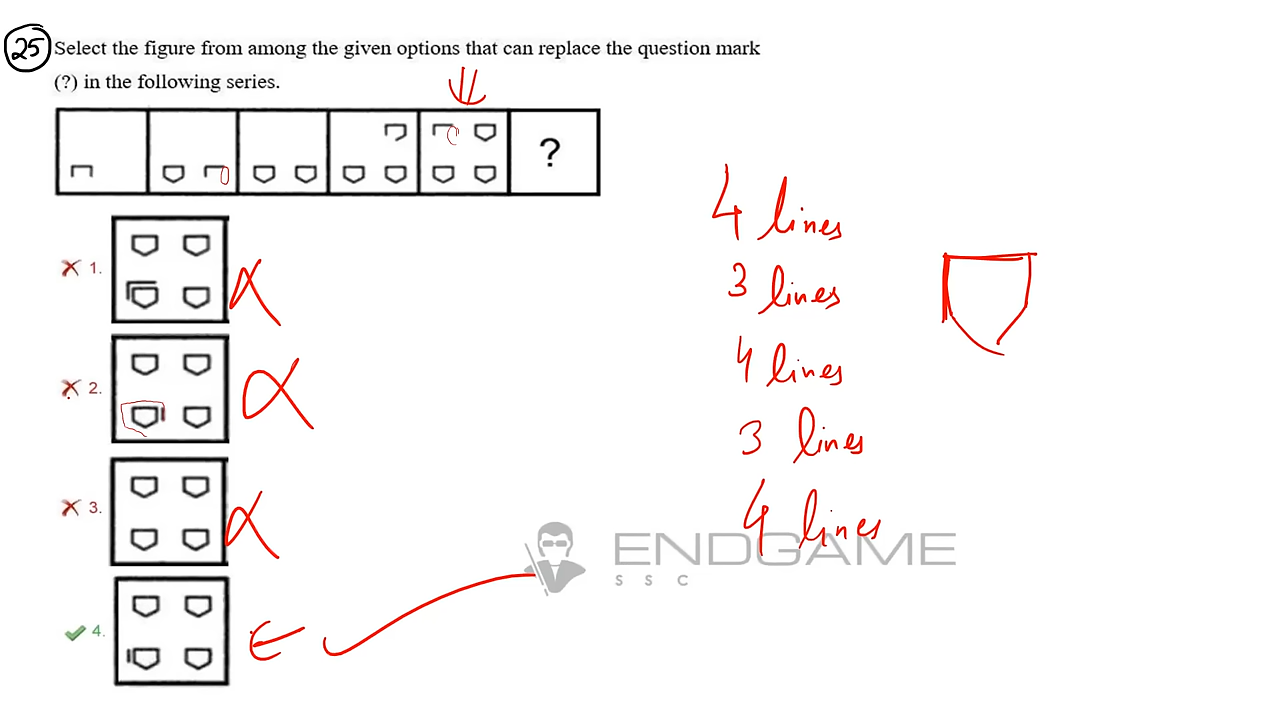 25 Select the figure from among the given options that can replace the question mark
(?) in the following series.
?
1.
2.
3.
4.
4 lines
3 lines
4 lines
3 lines
4 lines
ENDGAME
SSC